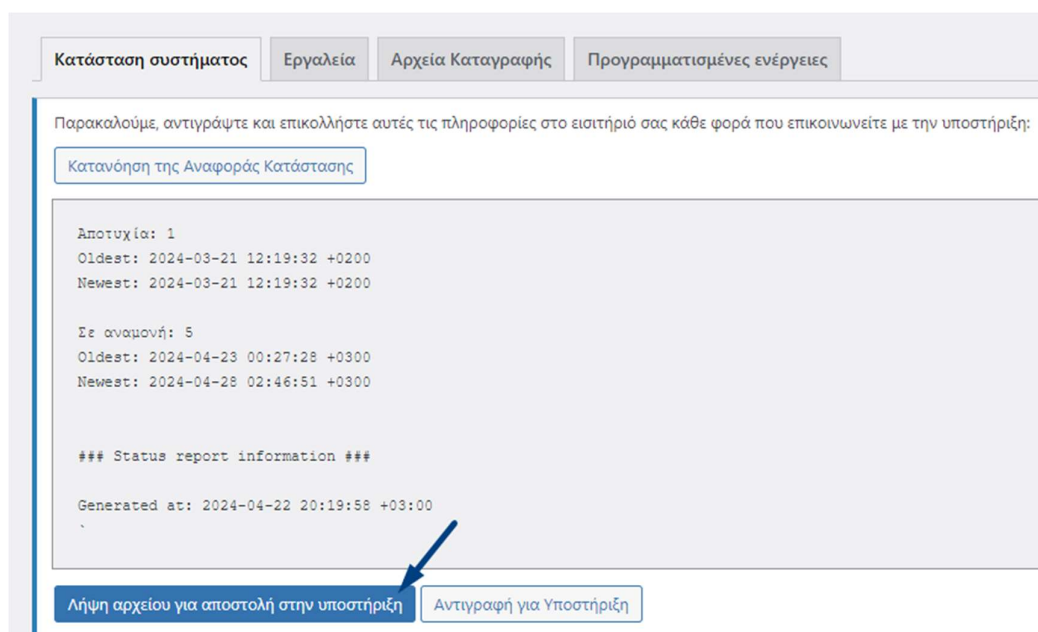 Κατάσταση συστήματος Εργαλεία Αρχεία Καταγραφής Προγραμματισμένες ενέργειες
Παρακαλούμε, αντιγράψτε και επικολλήστε αυτές τις πληροφορίες στο εισιτήριό σας κάθε φορά που επικοινωνείτε με την υποστήριξη:
Κατανόηση της Αναφοράς Κατάστασης
Αποτυχία: 1
Oldest: 2024-03-21 12:19:32 +0200
Newest: 2024-03-21 12:19:32 +0200
Σε αναμονή: 5
Oldest: 2024-04-23 00:27:28 +0300
Newest: 2024-04-28 02:46:51 +0300
### Status report information ###
Generated at: 2024-04-22 20:19:58 +03:00
`
Λήψη αρχείου για αποστολή στην υποστήριξη Αντιγραφή για Υποστήριξη